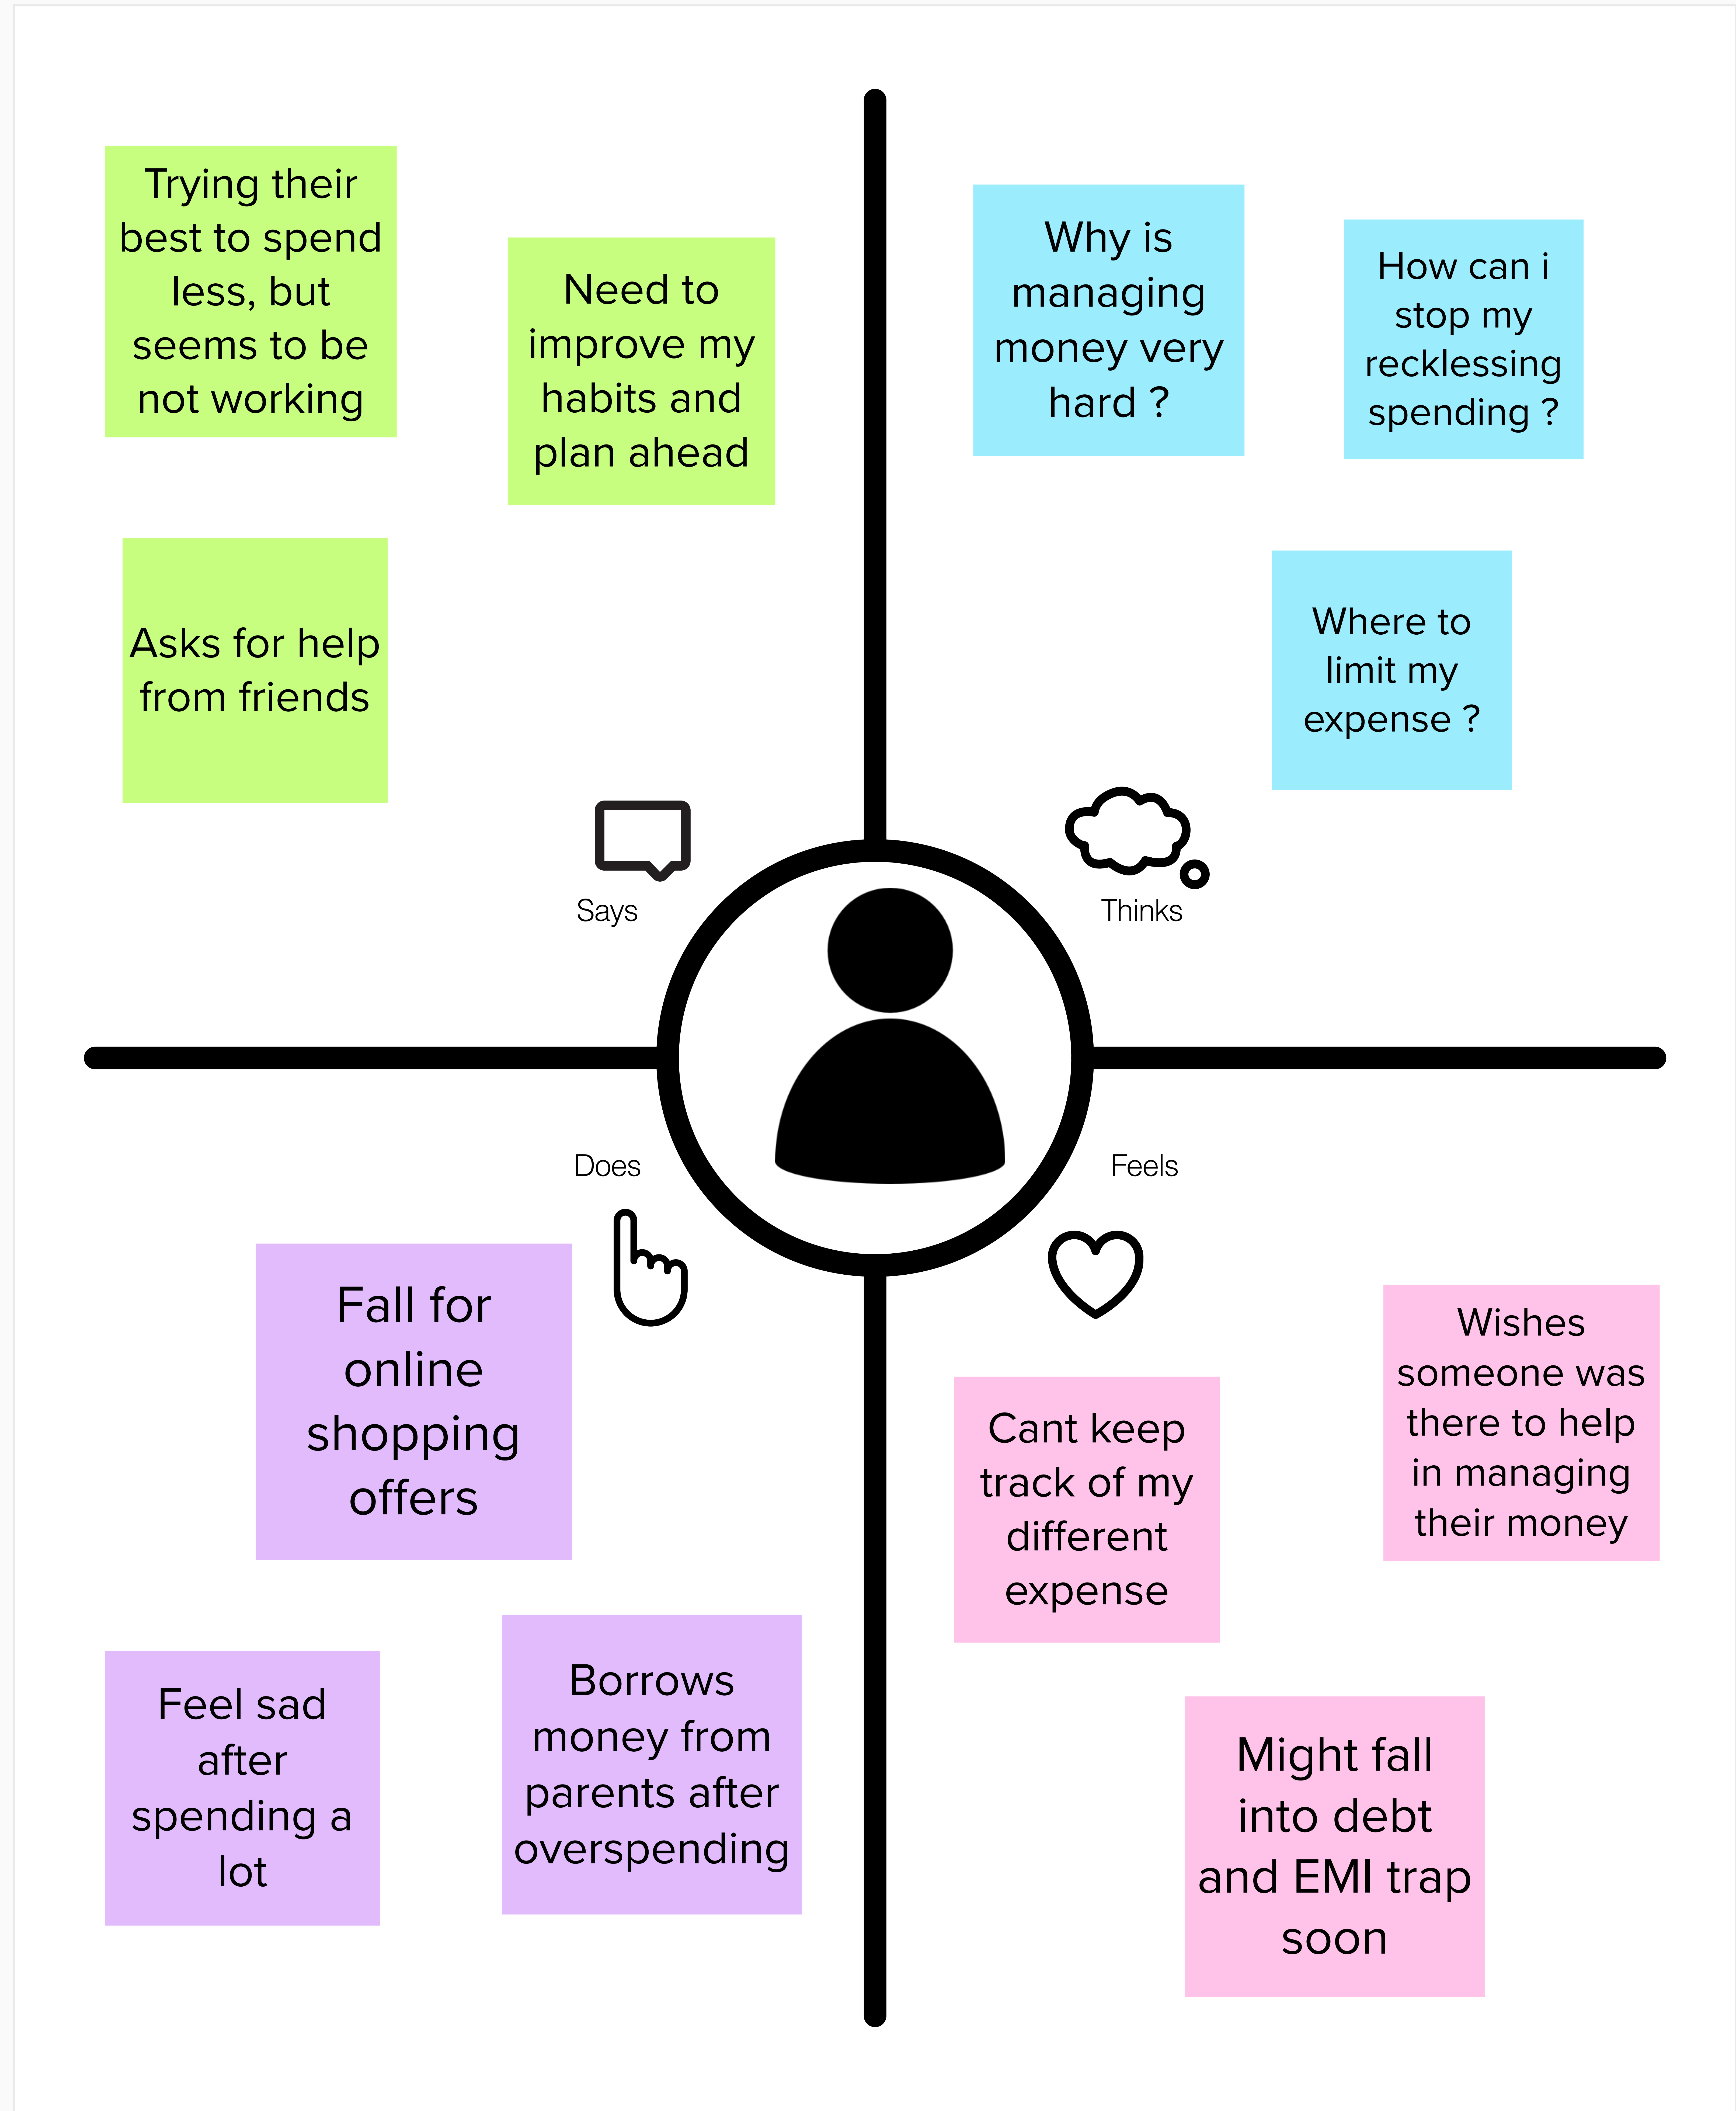 Trying their
best to spend
less, but
seems to be
not working
Need to
improve my
habits and
plan ahead
Asks for help
from friends
Says
Why is
managing
money very
hard ?
How can i
stop my
recklessing
spending ?
Where to
limit my
expense ?
Thinks
Does
Fall for
online
shopping
offers
Feel sad
after
spending a
lot
Borrows
money from
parents after
overspending
Feels
Cant keep
track of my
different
expense
Wishes
someone was
there to help
in managing
their money
Might fall
into debt
and EMI trap
soon